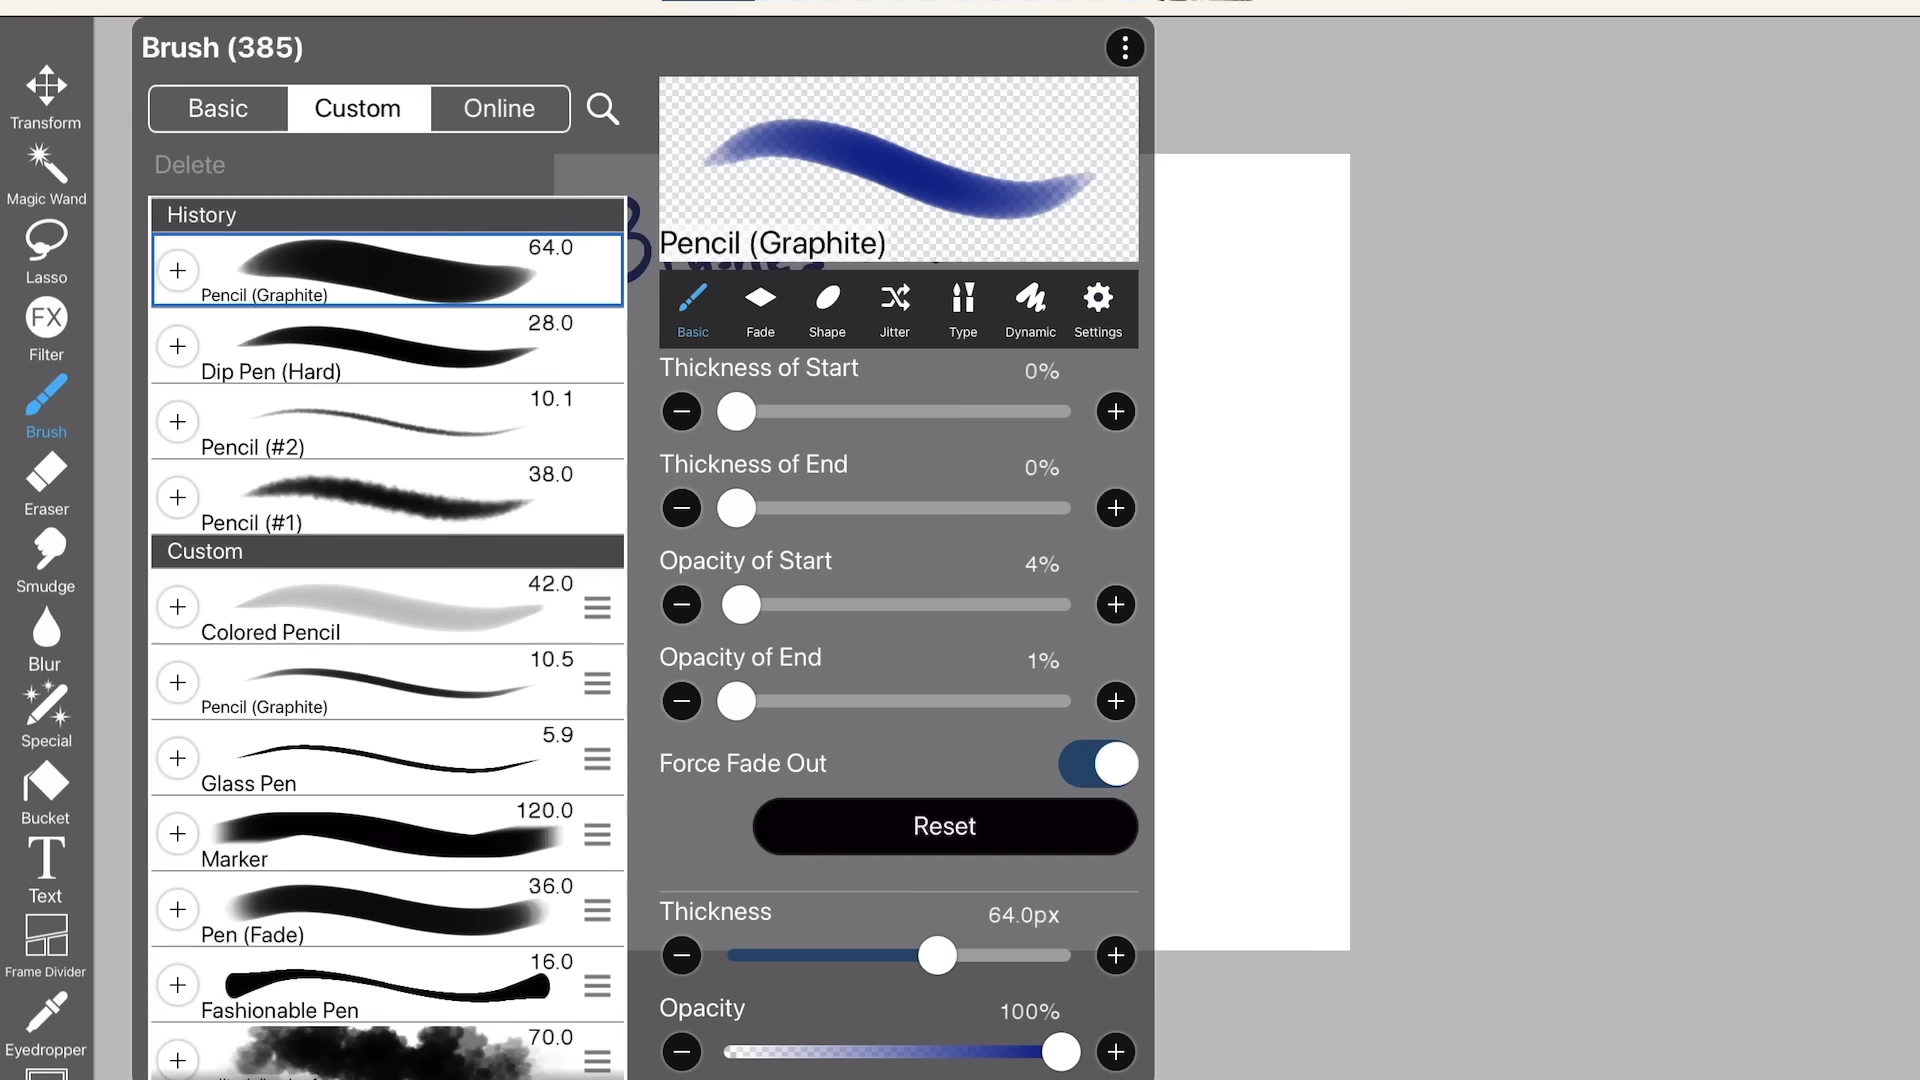 Brush (385)
Basic
Custom
Online
Delete
History
64.0
Pencil (Graphite)
28.0
Dip Pen (Hard)
10.1
Pencil (#2)
38.0
Pencil (#1)
Custom
42.0
Colored Pencil
10.5
Pencil (Graphite)
5.9
Glass Pen
120.0
Marker
36.0
Pen (Fade)
16.0
Fashionable Pen
70.0
Transform
Magic Wand
Lasso
FX
Filter
Brush
Eraser
Smudge
Blur
Special
Bucket
T
Text
Frame Divider
Eyedropper
Pencil (Graphite)
Basic
Fade
Shape
Jitter
Type
Dynamic
Settings
Thickness of Start 0%
Thickness of End 0%
Opacity of Start 4%
Opacity of End 1%
Force Fade Out
Reset
Thickness 64.0px
Opacity 100%